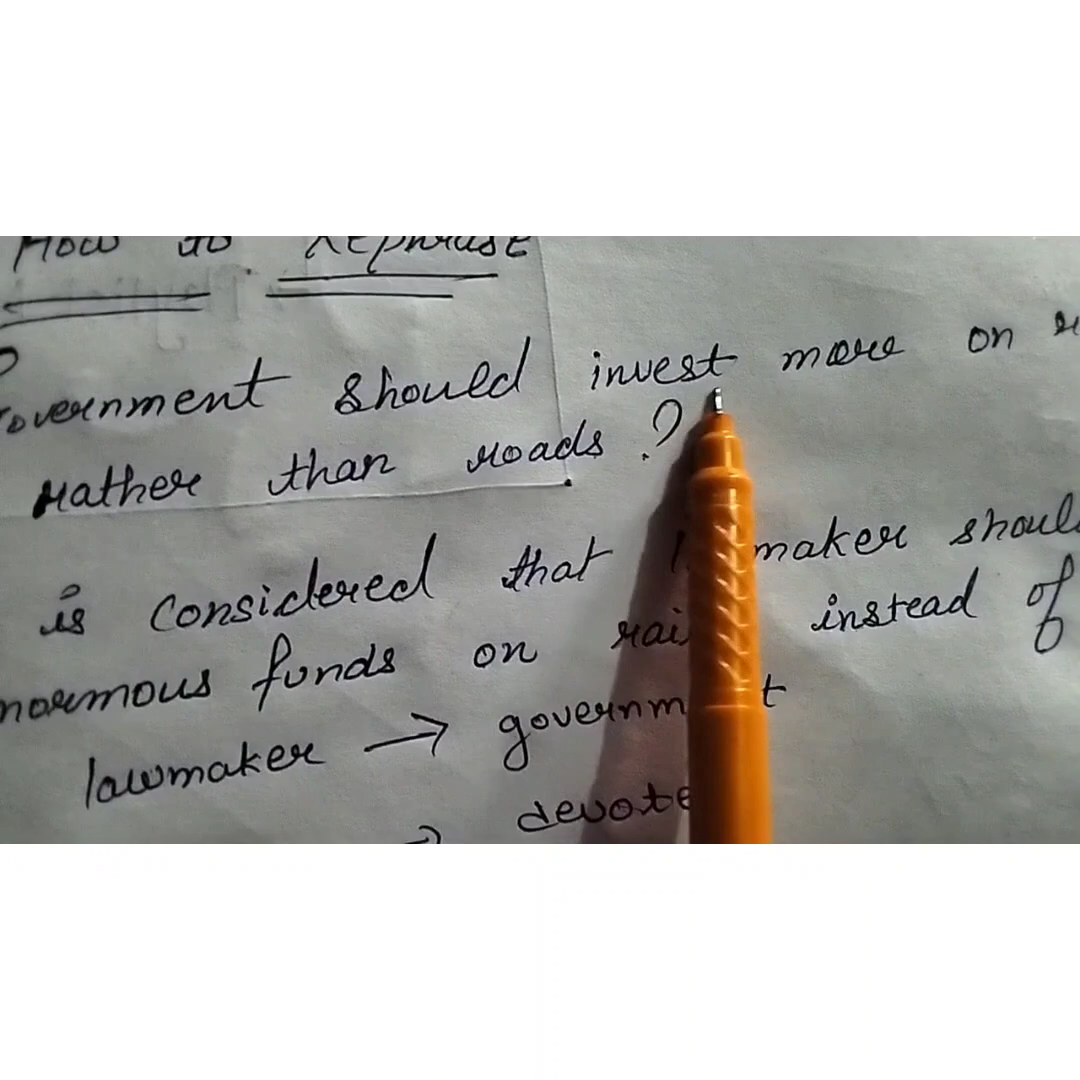 How to Rephrase
overnment should invest more on
rather than roads ?
is considered that maker shoul
normous funds on rai instead of
lawmaker → government
→ devote